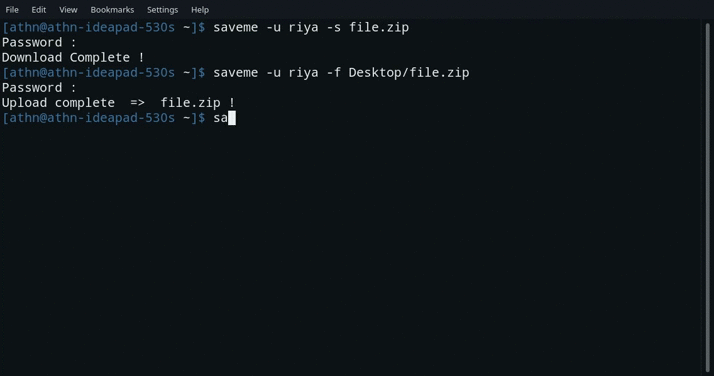 File Edit View Bookmarks Settings Help
[athn@athn-ideapad-530s ~]$ saveme -u riya -s file.zip
Password :
Download Complete !
[athn@athn-ideapad-530s ~]$ saveme -u riya -f Desktop/file.zip
Password :
Upload complete  =>  file.zip !
[athn@athn-ideapad-530s ~]$ sa